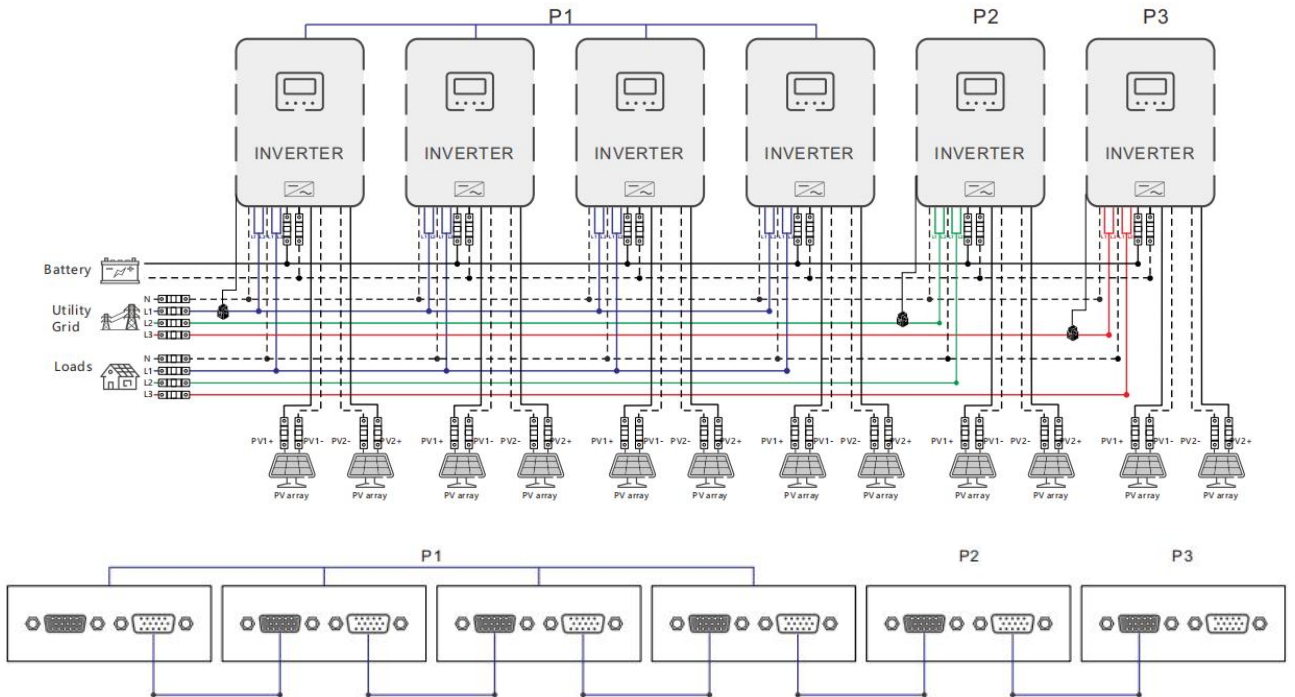 P1 P2 P3
INVERTER INVERTER INVERTER INVERTER INVERTER INVERTER
Battery
Utility
Grid
N
L1
L2
L3
Loads
N
L1
L2
L3
PV1+ PV1- PV2- PV2+ PV1+ PV1- PV2- PV2+ PV1+ PV1- PV2- PV2+ PV1+ PV1- PV2- PV2+ PV1+ PV1- PV2- PV2+ PV1+ PV1- PV2- PV2+
PV array PV array PV array PV array PV array PV array PV array PV array PV array PV array PV array PV array
P1 P2 P3